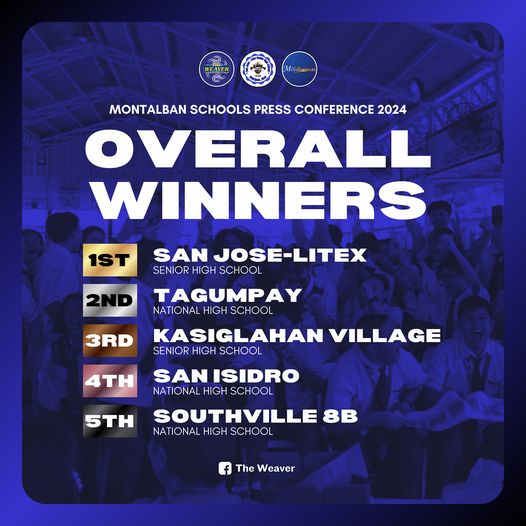 THE WEAVER
MONTALBAN SCHOOLS PRESS CONFERENCE 2024
OVERALL
WINNERS
1ST SAN JOSE-LITEX
SENIOR HIGH SCHOOL
2ND TAGUMPAY
NATIONAL HIGH SCHOOL
3RD KASIGLAHAN VILLAGE
SENIOR HIGH SCHOOL
4TH SAN ISIDRO
NATIONAL HIGH SCHOOL
5TH SOUTHVILLE 8B
NATIONAL HIGH SCHOOL
The Weaver